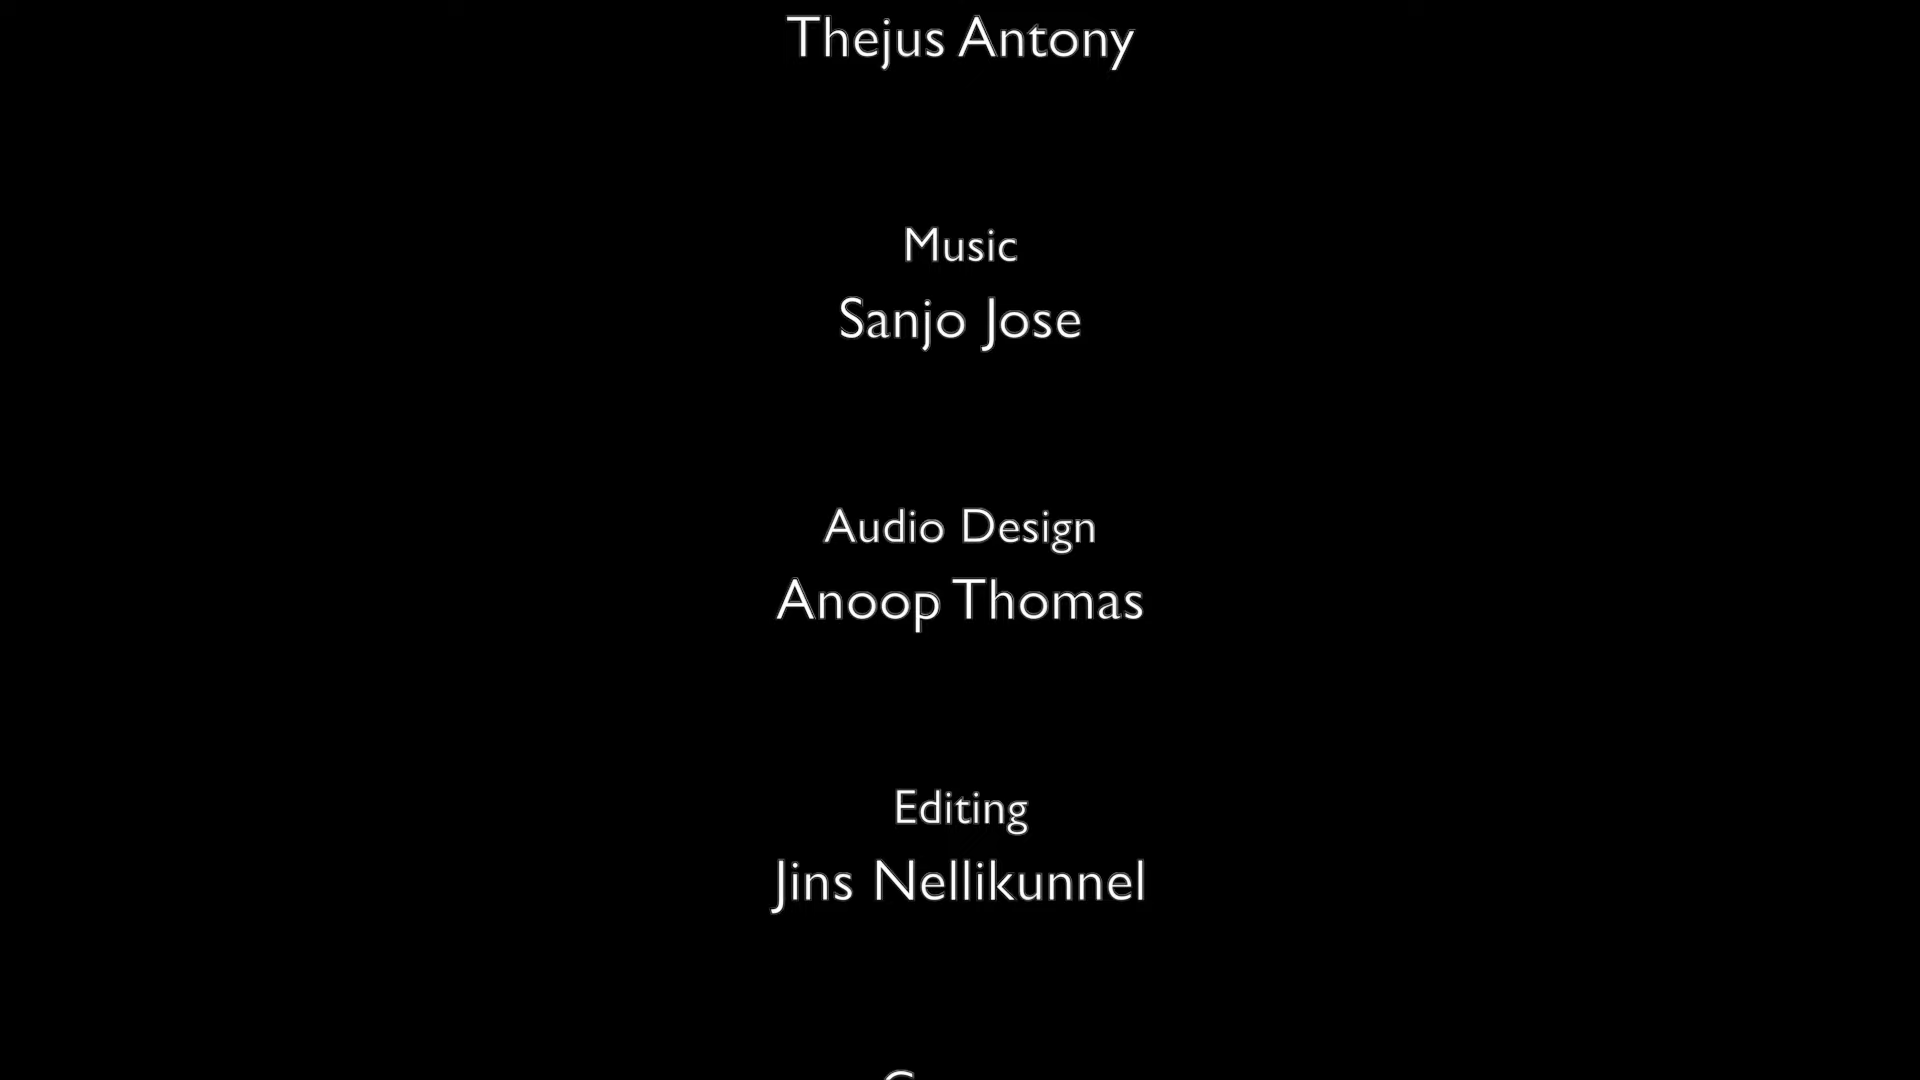 Thejus Antony
Music
Sanjo Jose
Audio Design
Anoop Thomas
Editing
Jins Nellikunnel